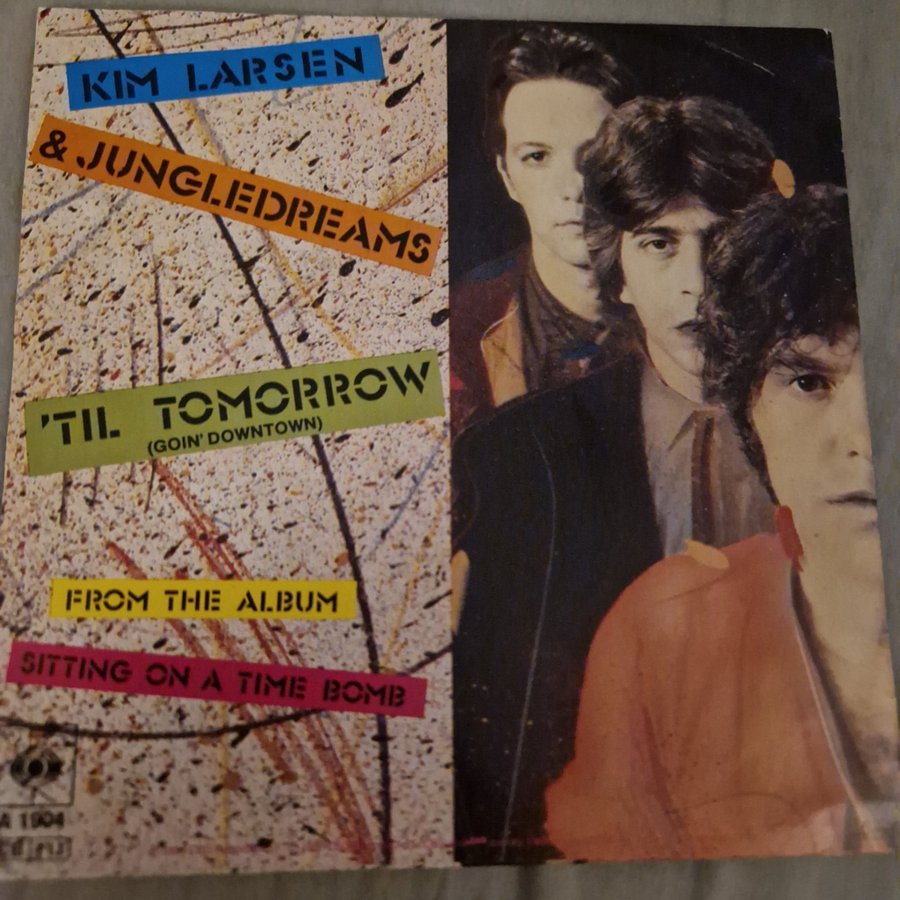 KIM LARSEN
& JUNGLEDREAMS
'TIL TOMORROW
(GOIN' DOWNTOWN)
FROM THE ALBUM
SITTING ON A TIME BOMB
A 1904